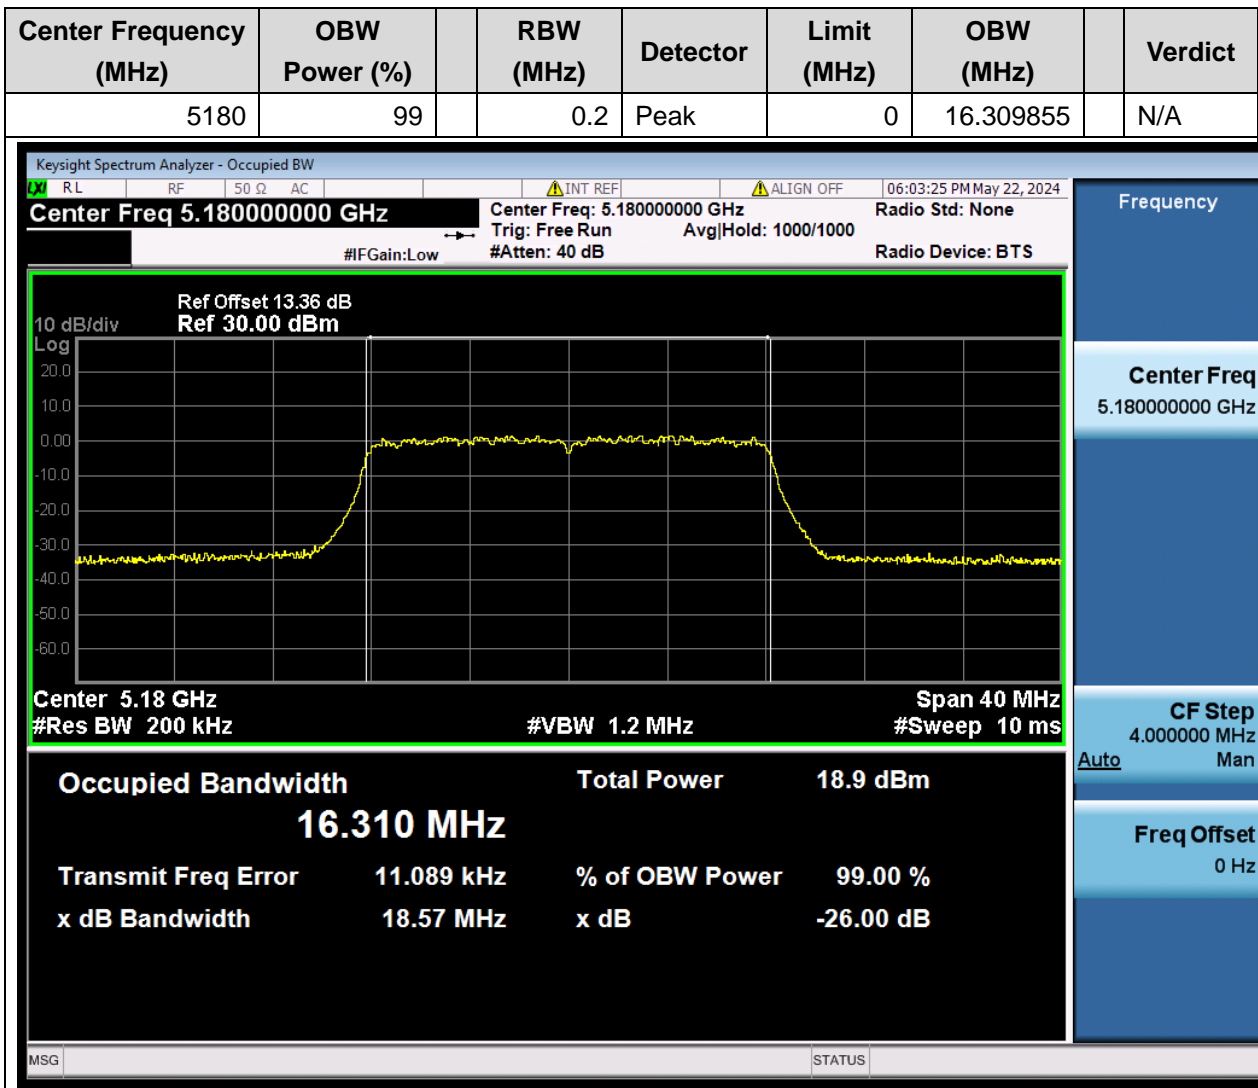 Center Frequency (MHz) OBW Power (%) RBW (MHz) Detector Limit (MHz) OBW (MHz) Verdict
5180 99 0.2 Peak 0 16.309855 N/A
Keysight Spectrum Analyzer - Occupied BW
LXI RL RF 50 Ω AC INT REF ALIGN OFF 06:03:25 PM May 22, 2024
Center Freq 5.180000000 GHz
Center Freq: 5.180000000 GHz
Radio Std: None
Trig: Free Run Avg|Hold: 1000/1000
#IFGain:Low #Atten: 40 dB Radio Device: BTS
Ref Offset 13.36 dB
10 dB/div Ref 30.00 dBm
Log
20.0
10.0
0.00
-10.0
-20.0
-30.0
-40.0
-50.0
-60.0
Center 5.18 GHz Span 40 MHz
#Res BW 200 kHz #VBW 1.2 MHz #Sweep 10 ms
Occupied Bandwidth Total Power 18.9 dBm
16.310 MHz
Transmit Freq Error 11.089 kHz % of OBW Power 99.00 %
x dB Bandwidth 18.57 MHz x dB -26.00 dB
Frequency
Center Freq
5.180000000 GHz
CF Step
4.000000 MHz
Auto Man
Freq Offset
0 Hz
MSG STATUS